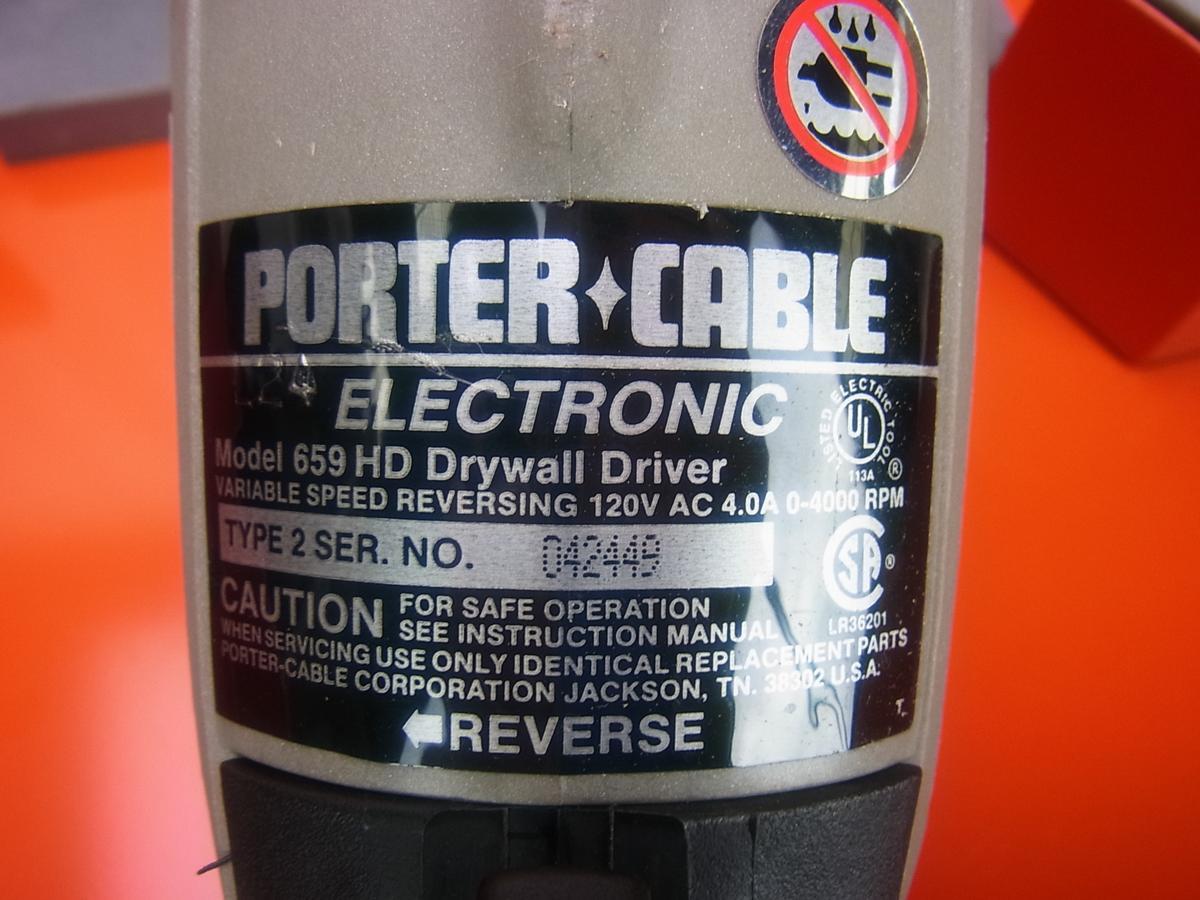 PORTER CABLE
ELECTRONIC
LISTED ELECTRIC TOOL
UL
®
113A
Model 659 HD Drywall Driver
VARIABLE SPEED REVERSING 120V AC 4.0A 0-4000 RPM
TYPE 2 SER. NO. 042449
SA ®
LR36201
CAUTION FOR SAFE OPERATION
SEE INSTRUCTION MANUAL
WHEN SERVICING USE ONLY IDENTICAL REPLACEMENT PARTS
PORTER-CABLE CORPORATION JACKSON, TN. 38302 U.S.A.
REVERSE